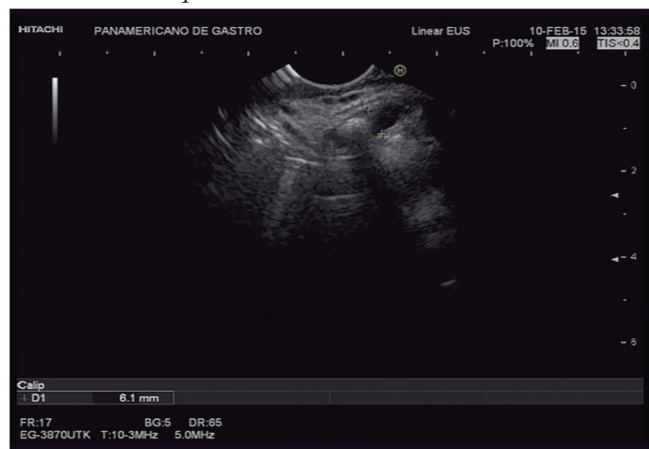 HITACHI PANAMERICANO DE GASTRO Linear EUS 10-FEB-15 13:33:58
P:100% MI 0.6 TIS<0.4
H
- 0
- 2
- 4
- 6
Calip
+ D1 6.1 mm
FR:17 BG:5 DR:65
EG-3870UTK T:10-3MHz 5.0MHz